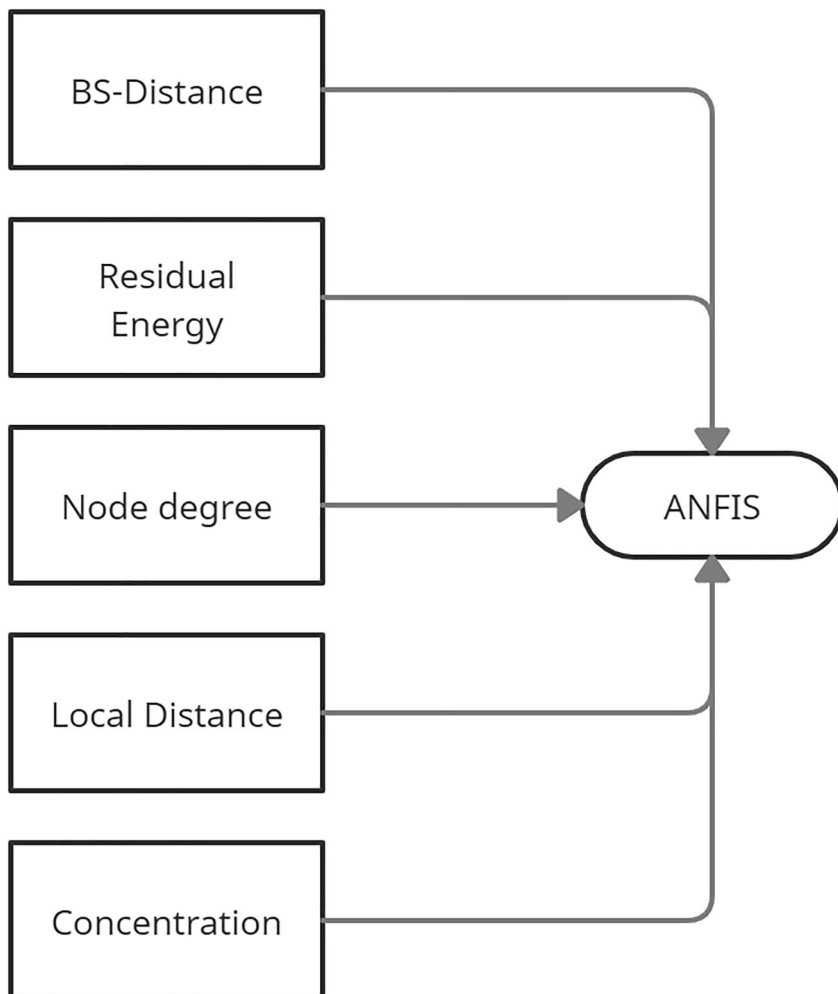 BS-Distance
Residual
Energy
Node degree
ANFIS
Local Distance
Concentration